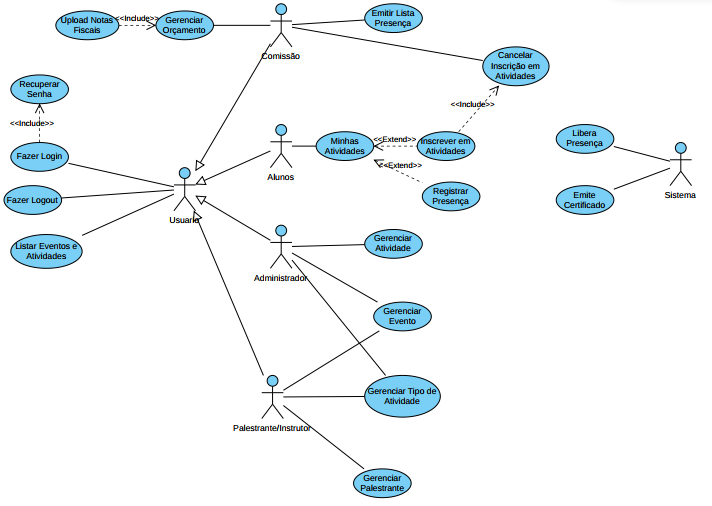 Upload Notas
Fiscais
<<Include>>
Gerenciar
Orçamento
Comissão
Emitir Lista
Presença
Cancelar
Inscrição em
Atividades
Recuperar
Senha
<<Include>>
Fazer Login
Fazer Logout
Listar Eventos e
Atividades
Usuario
Alunos
Minhas
Atividades
<<Extend>>
Inscrever em
Atividades
<<Include>>
<<Extend>>
Registrar
Presença
Libera
Presença
Emite
Certificado
Sistema
Administrador
Gerenciar
Atividade
Gerenciar
Evento
Gerenciar Tipo de
Atividade
Palestrante/Instrutor
Gerenciar
Palestrante